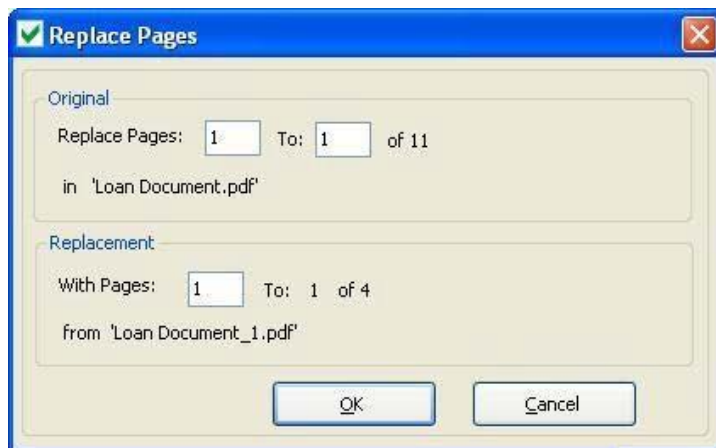 Replace Pages
Original
Replace Pages: 1 To: 1 of 11
in 'Loan Document.pdf'
Replacement
With Pages: 1 To: 1 of 4
from 'Loan Document_1.pdf'
OK Cancel